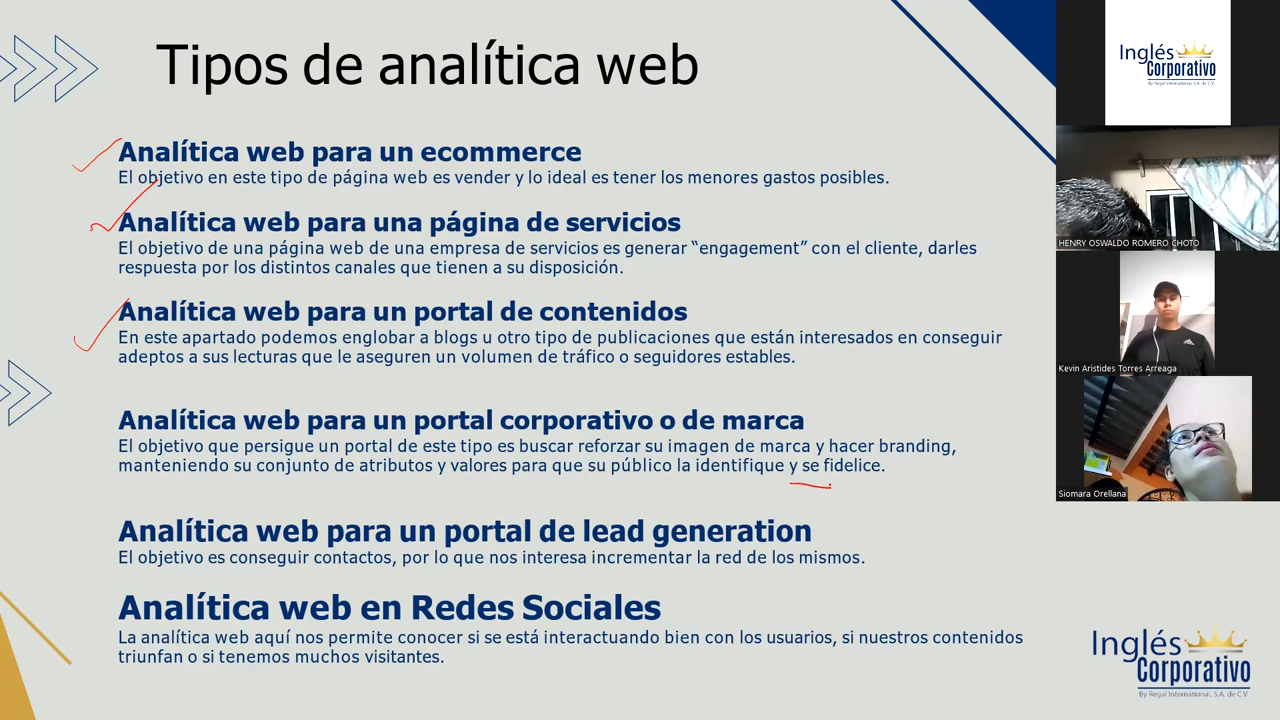 Tipos de analítica web
Analítica web para un ecommerce
El objetivo en este tipo de página web es vender y lo ideal es tener los menores gastos posibles.
Analítica web para una página de servicios
El objetivo de una página web de una empresa de servicios es generar “engagement” con el cliente, darles
respuesta por los distintos canales que tienen a su disposición.
Analítica web para un portal de contenidos
En este apartado podemos englobar a blogs u otro tipo de publicaciones que están interesados en conseguir
adeptos a sus lecturas que le aseguren un volumen de tráfico o seguidores estables.
Analítica web para un portal corporativo o de marca
El objetivo que persigue un portal de este tipo es buscar reforzar su imagen de marca y hacer branding,
manteniendo su conjunto de atributos y valores para que su público la identifique y se fidelice.
Analítica web para un portal de lead generation
El objetivo es conseguir contactos, por lo que nos interesa incrementar la red de los mismos.
Analítica web en Redes Sociales
La analítica web aquí nos permite conocer si se está interactuando bien con los usuarios, si nuestros contenidos
triunfan o si tenemos muchos visitantes.
Inglés
Corporativo
By Regal International, S.A. de C.V.
HENRY OSWALDO ROMERO CHOTO
Kevin Aristides Torres Arreaga
Siomara Orellana
Inglés
Corporativo
By Regal International, S.A. de C.V